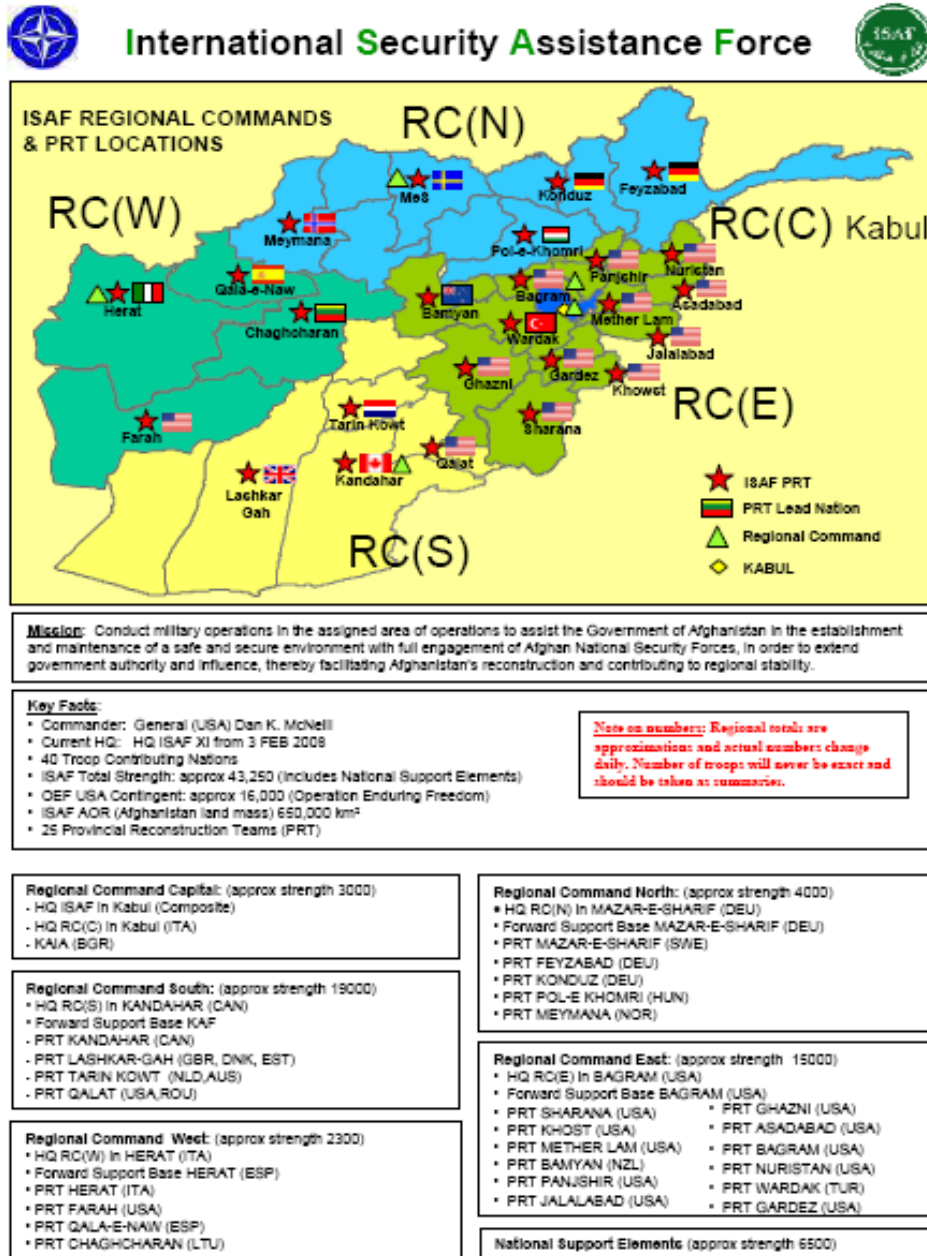 International Security Assistance Force
ISAF
ISAF REGIONAL COMMANDS
& PRT LOCATIONS
RC(N)
RC(W)
RC(C) Kabul
RC(E)
RC(S)
MeS
Konduz
Feyzabad
Meymana
Pol-e-Khomri
Qala-e-Naw
Herat
Chaghoharan
Bamyan
Bagram
Panjchir
Nuristan
Asadabad
Mether Lam
Wardak
Jalalabad
Ghazni
Gardez
Khowst
Farah
Tarin Kowt
Sharana
Qalat
Kandahar
Lashkar
Gah
ISAF PRT
PRT Lead Nation
Regional Command
KABUL
Mission: Conduct military operations in the assigned area of operations to assist the Government of Afghanistan in the establishment
and maintenance of a safe and secure environment with full engagement of Afghan National Security Forces, in order to extend
government authority and influence, thereby facilitating Afghanistan's reconstruction and contributing to regional stability.
Key Facts:
• Commander: General (USA) Dan K. McNeill
• Current HQ: HQ ISAF XI from 3 FEB 2008
• 40 Troop Contributing Nations
• ISAF Total Strength: approx 43,250 (includes National Support Elements)
• OEF USA Contingent: approx 16,000 (Operation Enduring Freedom)
• ISAF AOR (Afghanistan land mass) 650,000 km²
• 25 Provincial Reconstruction Teams (PRT)
Note on numbers: Regional totals are
approximations and actual numbers change
daily. Number of troops will never be exact and
should be taken as summaries.
Regional Command Capital: (approx strength 3000)
- HQ ISAF in Kabul (Composite)
- HQ RC(C) in Kabul (ITA)
- KAIA (BGR)
Regional Command South: (approx strength 19000)
• HQ RC(S) in KANDAHAR (CAN)
• Forward Support Base KAF
- PRT KANDAHAR (CAN)
- PRT LASHKAR-GAH (GBR, DNK, EST)
- PRT TARIN KOWT (NLD,AUS)
- PRT QALAT (USA,ROU)
Regional Command West: (approx strength 2300)
• HQ RC(W) in HERAT (ITA)
• Forward Support Base HERAT (ESP)
• PRT HERAT (ITA)
• PRT FARAH (USA)
• PRT QALA-E-NAW (ESP)
• PRT CHAGHCHARAN (LTU)
Regional Command North: (approx strength 4000)
• HQ RC(N) in MAZAR-E-SHARIF (DEU)
• Forward Support Base MAZAR-E-SHARIF (DEU)
• PRT MAZAR-E-SHARIF (SWE)
• PRT FEYZABAD (DEU)
• PRT KONDUZ (DEU)
• PRT POL-E KHOMRI (HUN)
• PRT MEYMANA (NOR)
Regional Command East: (approx strength 15000)
• HQ RC(E) in BAGRAM (USA)
• Forward Support Base BAGRAM (USA)
• PRT SHARANA (USA)
• PRT KHOST (USA)
• PRT METHER LAM (USA)
• PRT BAMYAN (NZL)
• PRT PANJSHIR (USA)
• PRT JALALABAD (USA)
• PRT GHAZNI (USA)
• PRT ASADABAD (USA)
• PRT BAGRAM (USA)
• PRT NURISTAN (USA)
• PRT WARDAK (TUR)
• PRT GARDEZ (USA)
National Support Elements (approx strength 6500)